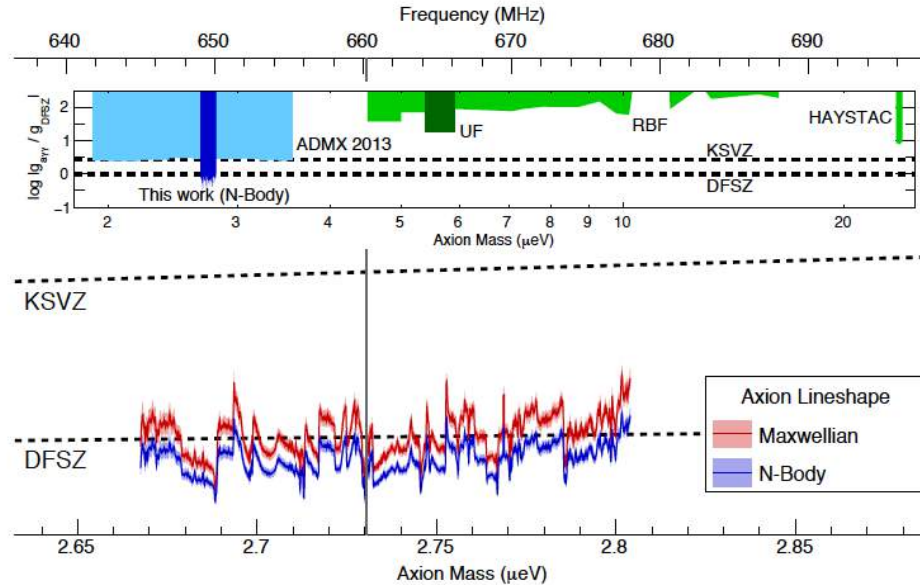 Frequency (MHz)
640 650 660 670 680 690
log |g_aγγ / g_DFSZ|
2
1
0
−1
ADMX 2013
UF
RBF
HAYSTAC
KSVZ
DFSZ
This work (N-Body)
2 3 4 5 6 7 8 9 10 20
Axion Mass (μeV)
KSVZ
DFSZ
Axion Lineshape
Maxwellian
N-Body
2.65 2.7 2.75 2.8 2.85
Axion Mass (μeV)